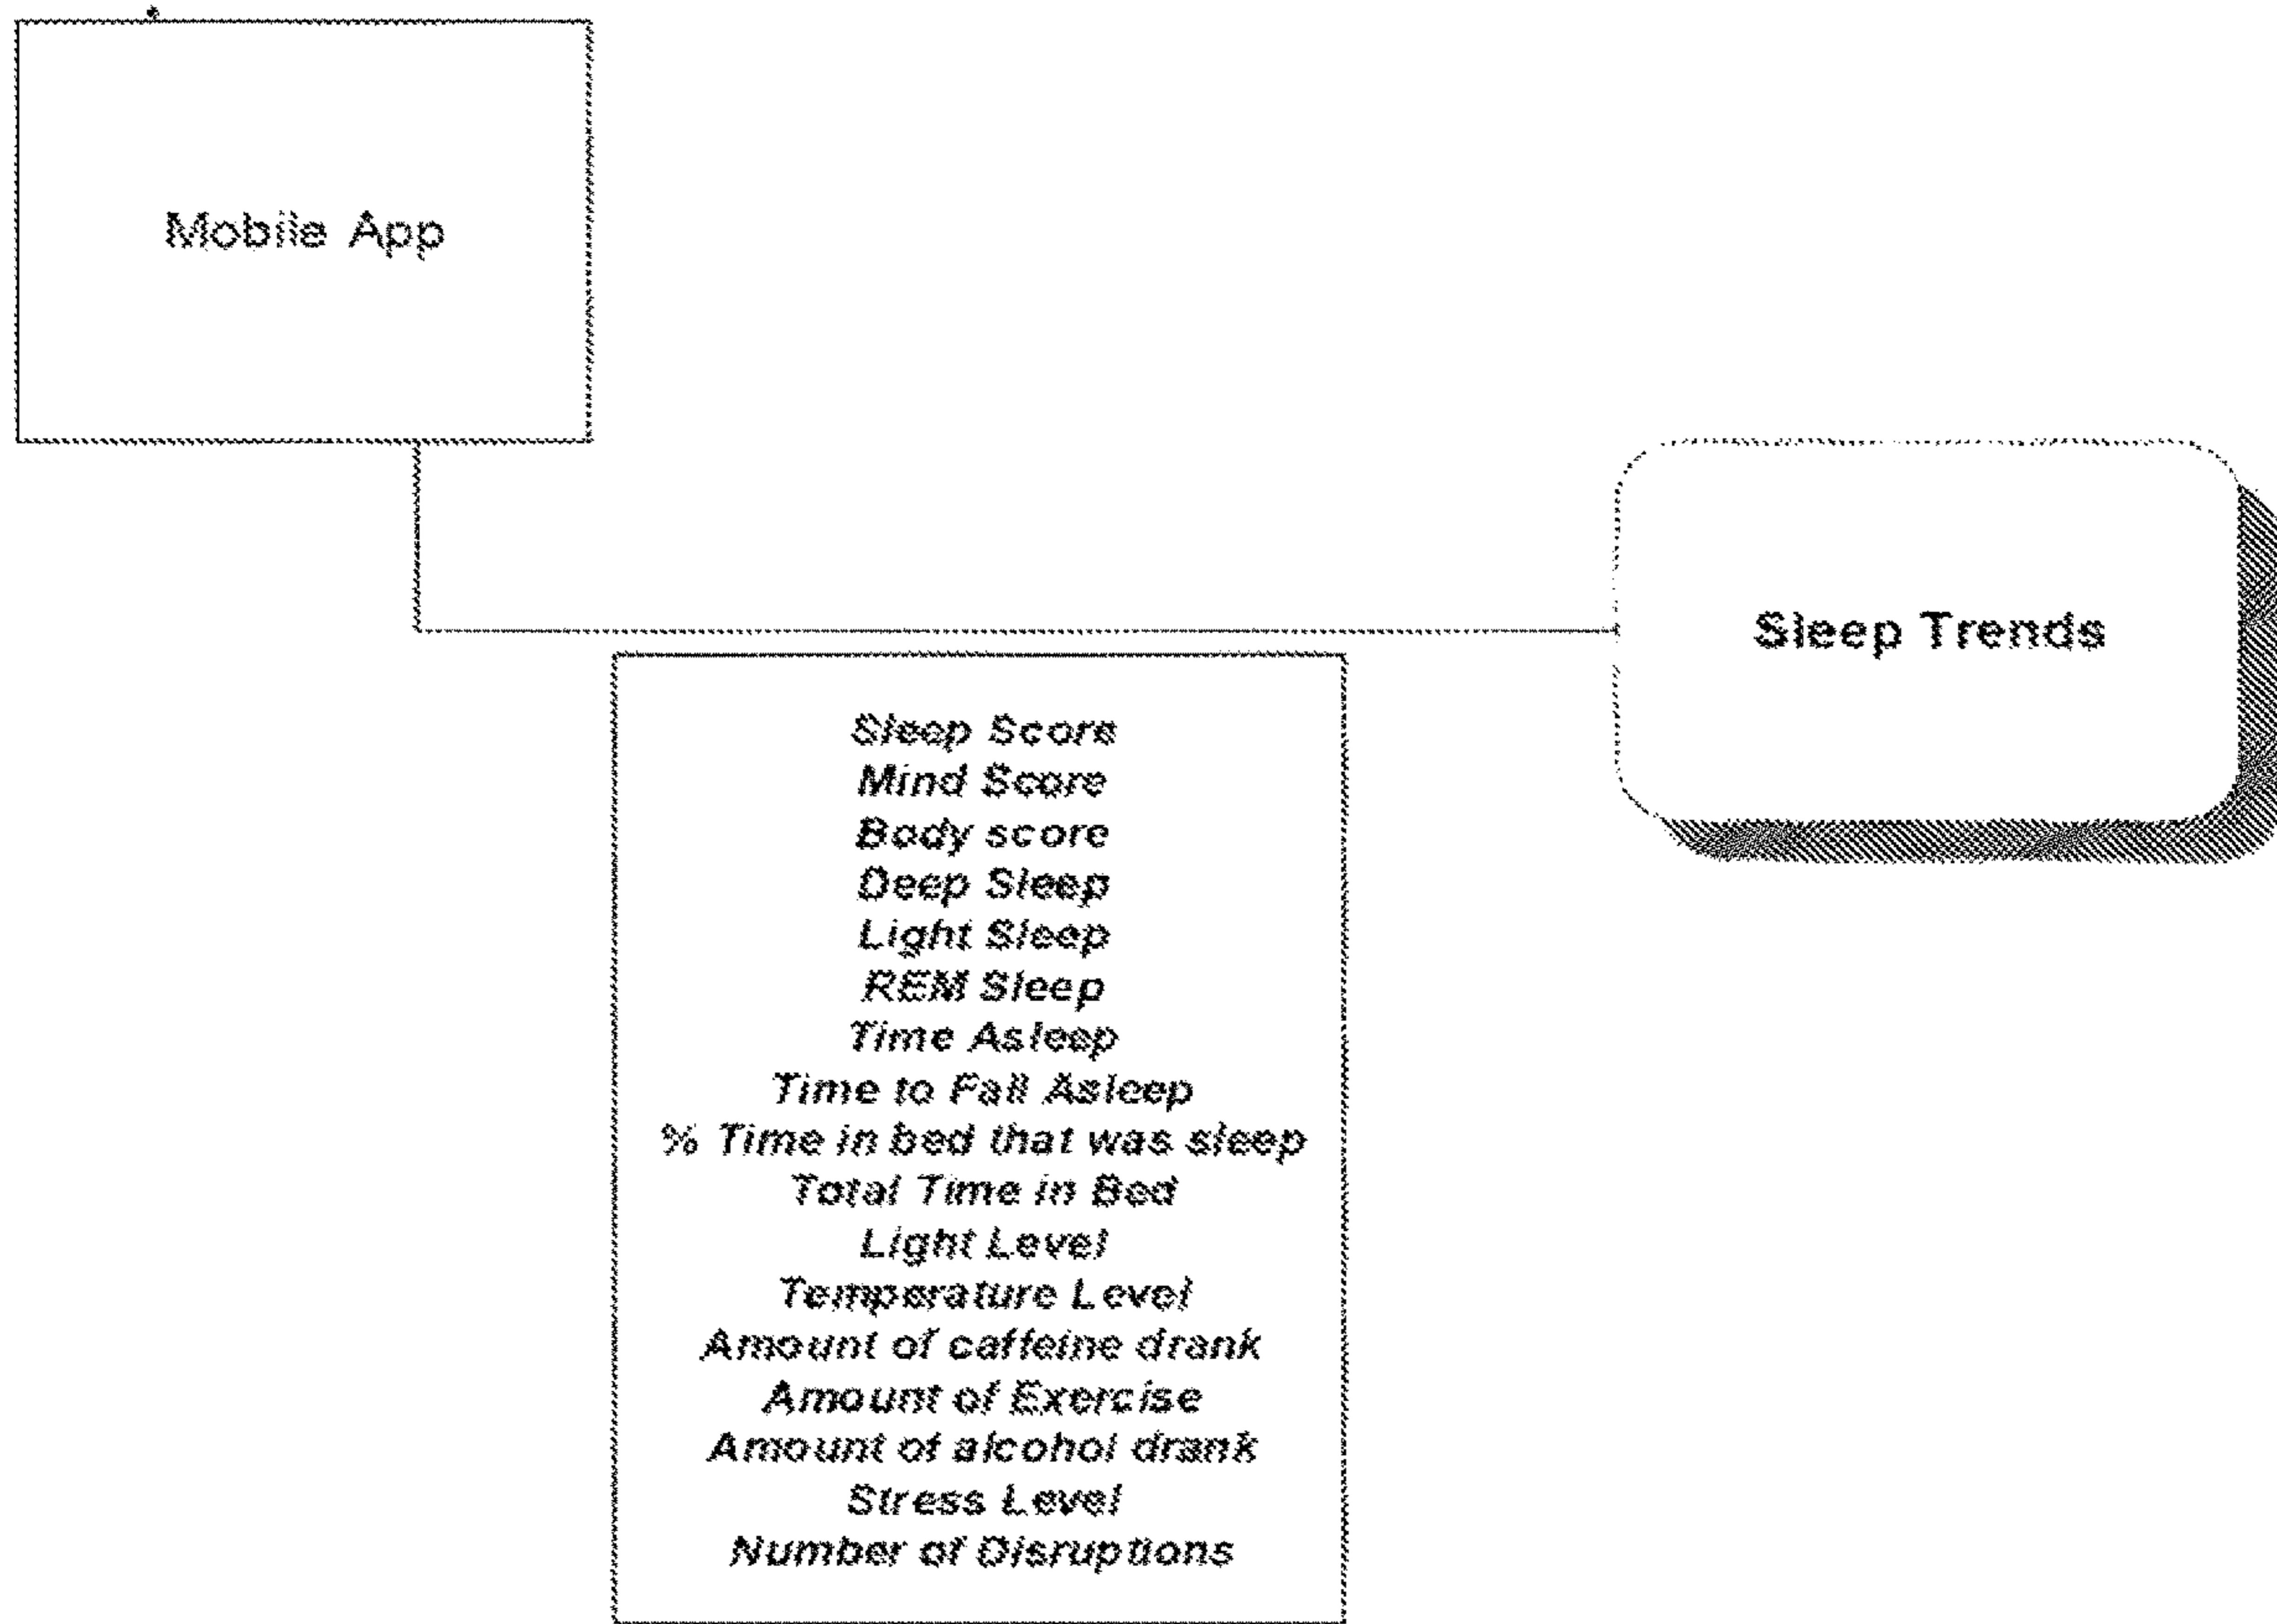 Mobile App
Sleep Trends
Sleep Score
Mind Score
Body score
Deep Sleep
Light Sleep
REM Sleep
Time Asleep
Time to Fall Asleep
% Time in bed that was sleep
Total Time in Bed
Light Level
Temperature Level
Amount of caffeine drank
Amount of Exercise
Amount of alcohol drank
Stress Level
Number of Disruptions